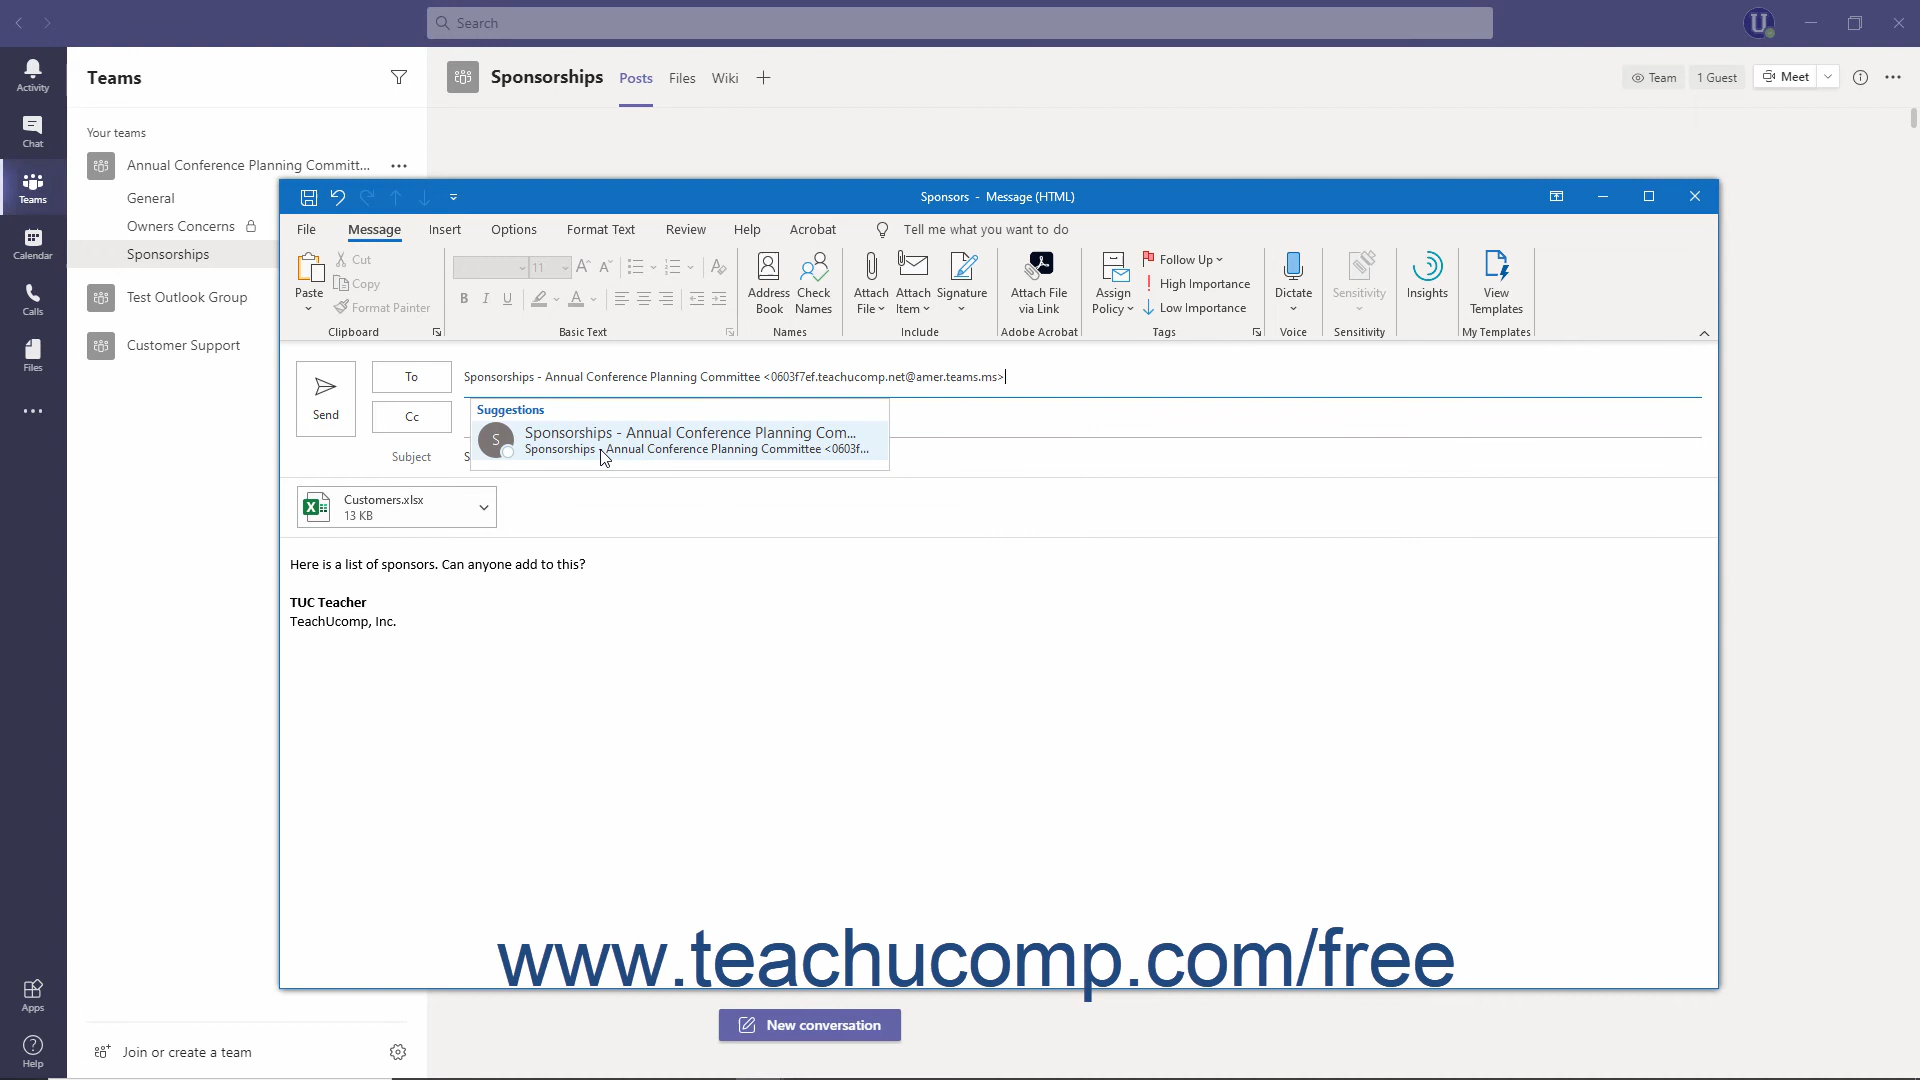 Search
U
Activity
Chat
Teams
Calendar
Calls
Files
Apps
Help
Teams
Your teams
Annual Conference Planning Committ...
General
Owners Concerns
Sponsorships
Test Outlook Group
Customer Support
Join or create a team
Sponsorships Posts Files Wiki
Team 1 Guest Meet
Sponsors - Message (HTML)
File Message Insert Options Format Text Review Help Acrobat Tell me what you want to do
Paste
Cut
Copy
Format Painter
Clipboard
11
B I U
Basic Text
Address Book
Check Names
Names
Attach File
Attach Item
Signature
Include
Attach File via Link
Adobe Acrobat
Assign Policy
Follow Up
High Importance
Low Importance
Tags
Dictate
Voice
Sensitivity
Sensitivity
Insights
View Templates
My Templates
Send
To
Sponsorships - Annual Conference Planning Committee <0603f7ef.teachucomp.net@amer.teams.ms>
Cc
Subject
S
Suggestions
S
Sponsorships - Annual Conference Planning Com...
Sponsorships - Annual Conference Planning Committee <0603f...
Customers.xlsx
13 KB
Here is a list of sponsors. Can anyone add to this?
TUC Teacher
TeachUcomp, Inc.
www.teachucomp.com/free
New conversation